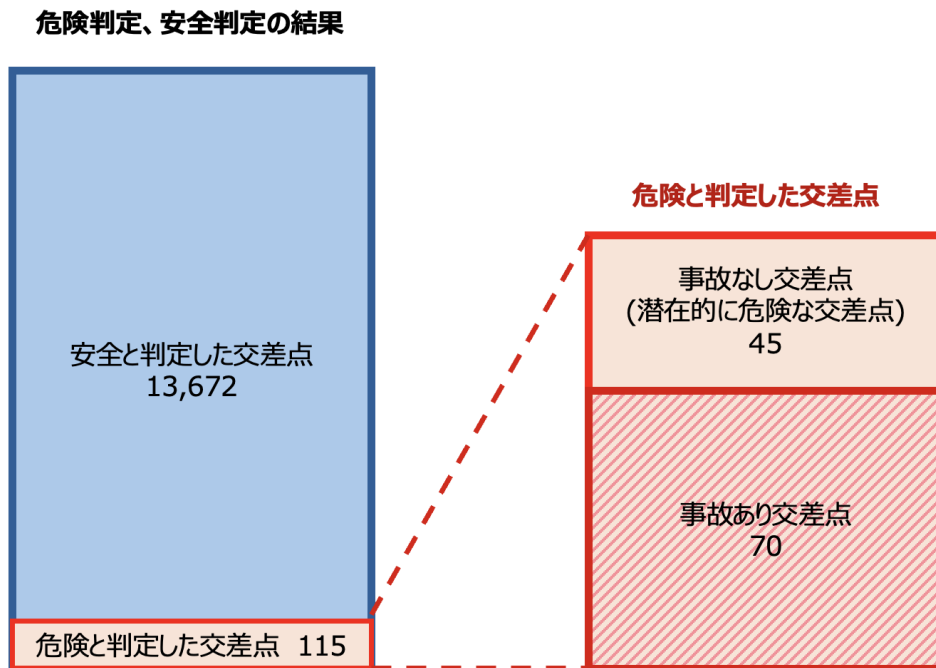 危険判定、安全判定の結果
安全と判定した交差点
13,672
危険と判定した交差点 115
危険と判定した交差点
事故なし交差点
(潜在的に危険な交差点)
45
事故あり交差点
70